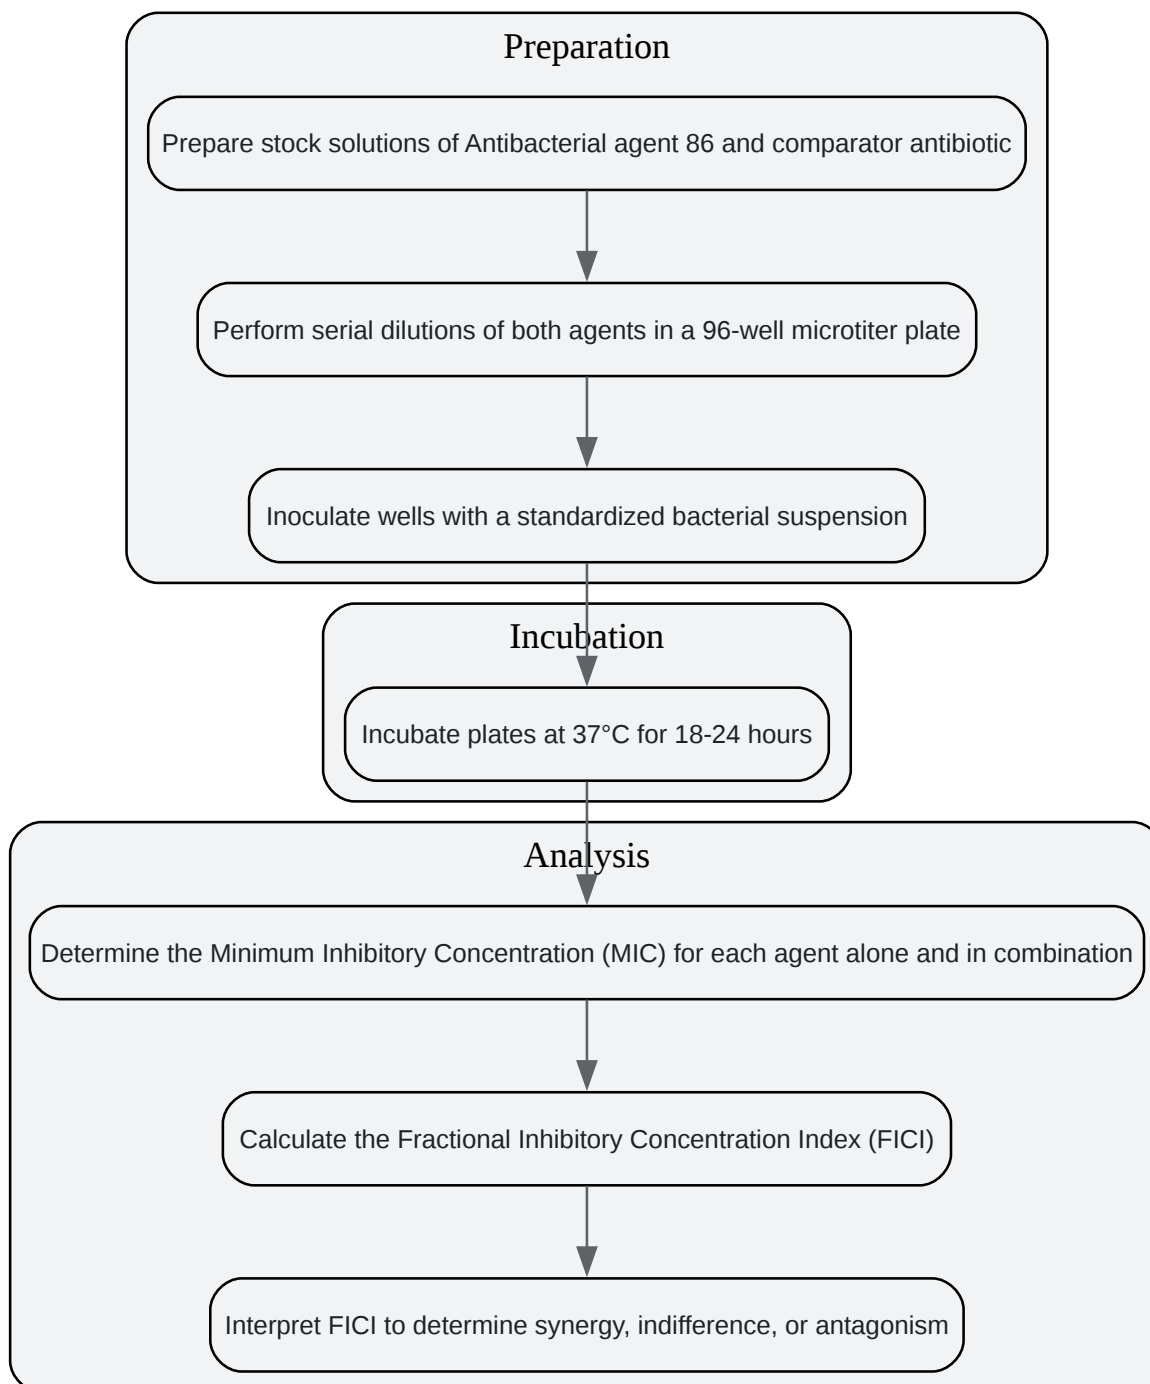 Preparation
Prepare stock solutions of Antibacterial agent 86 and comparator antibiotic
Perform serial dilutions of both agents in a 96-well microtiter plate
Inoculate wells with a standardized bacterial suspension
Incubation
Incubate plates at 37°C for 18-24 hours
Analysis
Determine the Minimum Inhibitory Concentration (MIC) for each agent alone and in combination
Calculate the Fractional Inhibitory Concentration Index (FICI)
Interpret FICI to determine synergy, indifference, or antagonism